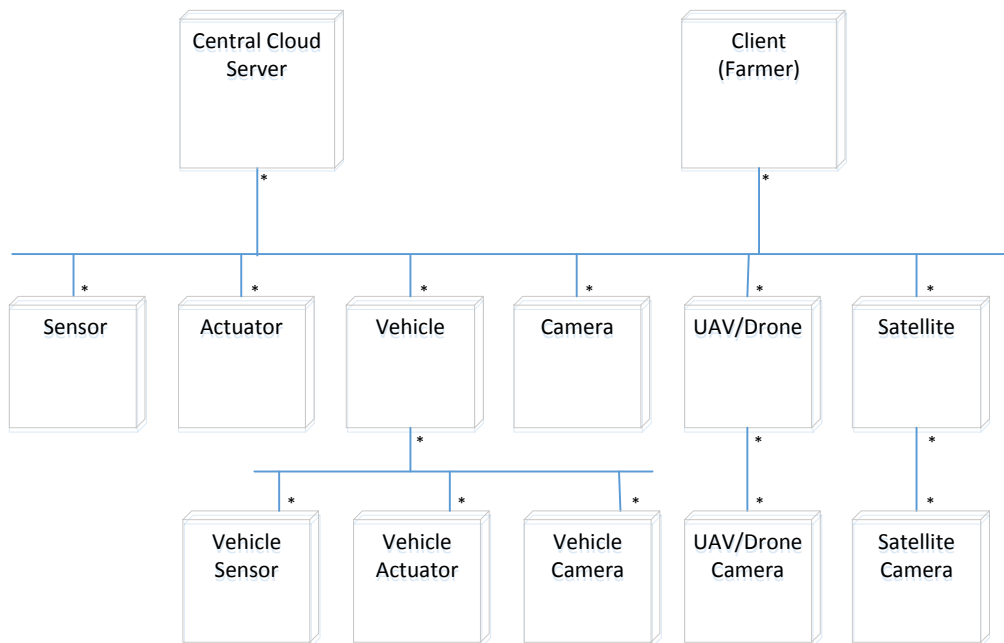 Central Cloud
Server
Client
(Farmer)
*
*
*
*
*
*
*
*
Sensor
Actuator
Vehicle
Camera
UAV/Drone
Satellite
*
*
*
*
*
*
*
*
Vehicle
Sensor
Vehicle
Actuator
Vehicle
Camera
UAV/Drone
Camera
Satellite
Camera